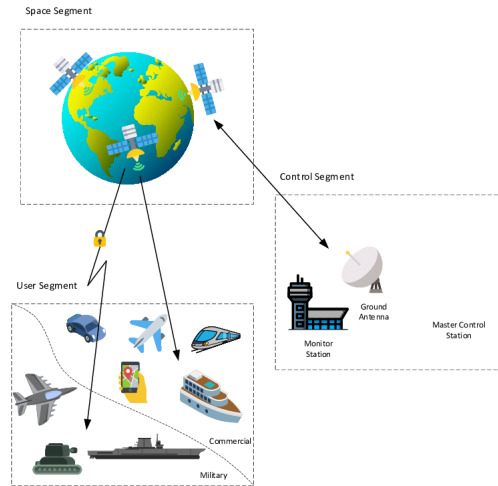 Space Segment
Control Segment
Ground
Antenna
Master Control
Station
Monitor
Station
User Segment
Commercial
Military